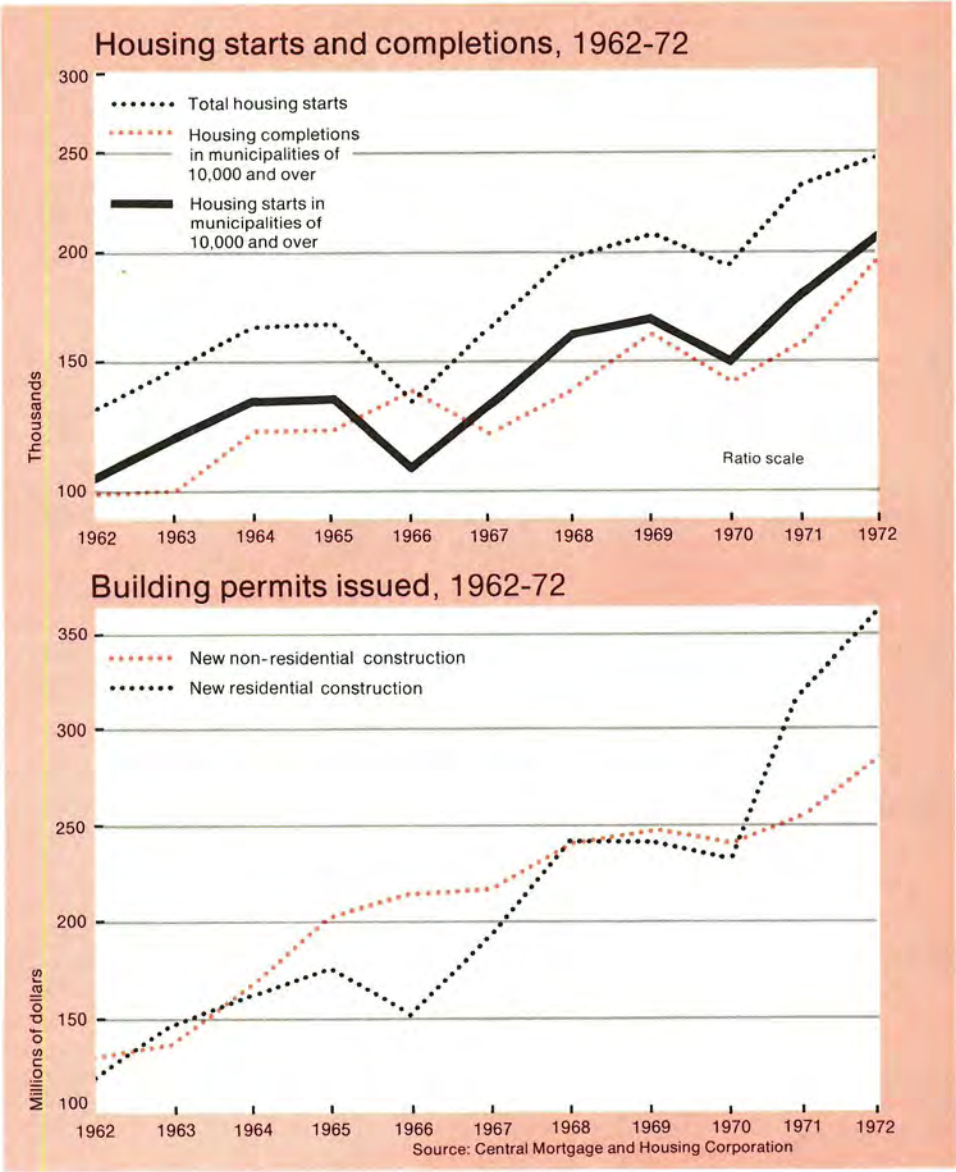 Housing starts and completions, 1962-72
300
250
200
150
100
Thousands
Total housing starts
Housing completions
in municipalities of
10,000 and over
Housing starts in
municipalities of
10,000 and over
Ratio scale
1962 1963 1964 1965 1966 1967 1968 1969 1970 1971 1972
Building permits issued, 1962-72
350
300
250
200
150
100
Millions of dollars
New non-residential construction
New residential construction
1962 1963 1964 1965 1966 1967 1968 1969 1970 1971 1972
Source: Central Mortgage and Housing Corporation